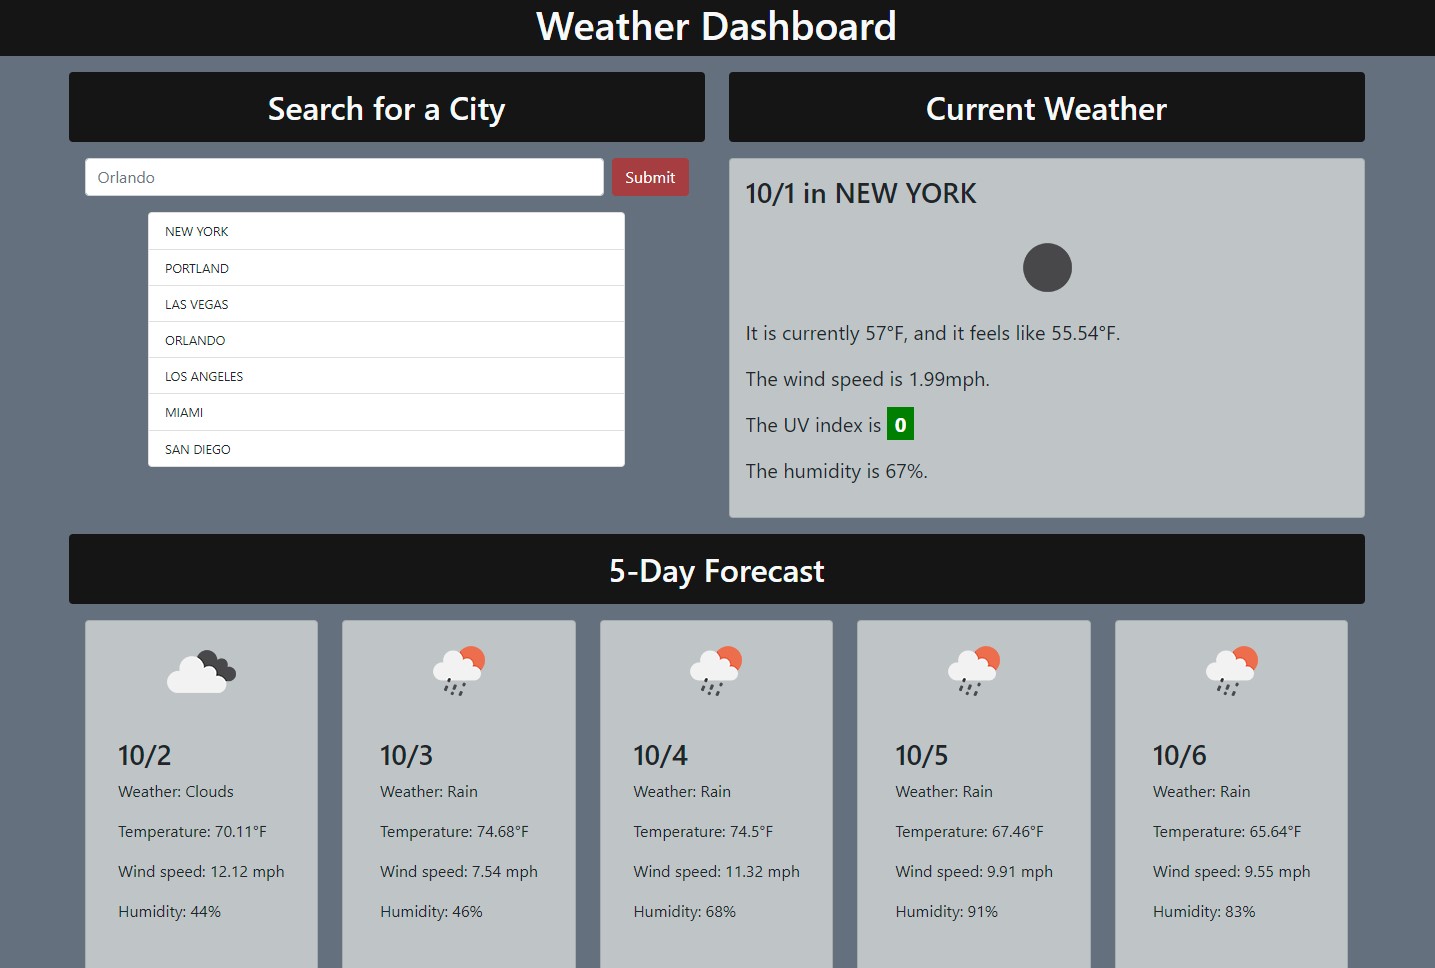 Weather Dashboard
Search for a City
Orlando
Submit
NEW YORK
PORTLAND
LAS VEGAS
ORLANDO
LOS ANGELES
MIAMI
SAN DIEGO
Current Weather
10/1 in NEW YORK
It is currently 57°F, and it feels like 55.54°F.
The wind speed is 1.99mph.
The UV index is 0
The humidity is 67%.
5-Day Forecast
10/2
Weather: Clouds
Temperature: 70.11°F
Wind speed: 12.12 mph
Humidity: 44%
10/3
Weather: Rain
Temperature: 74.68°F
Wind speed: 7.54 mph
Humidity: 46%
10/4
Weather: Rain
Temperature: 74.5°F
Wind speed: 11.32 mph
Humidity: 68%
10/5
Weather: Rain
Temperature: 67.46°F
Wind speed: 9.91 mph
Humidity: 91%
10/6
Weather: Rain
Temperature: 65.64°F
Wind speed: 9.55 mph
Humidity: 83%